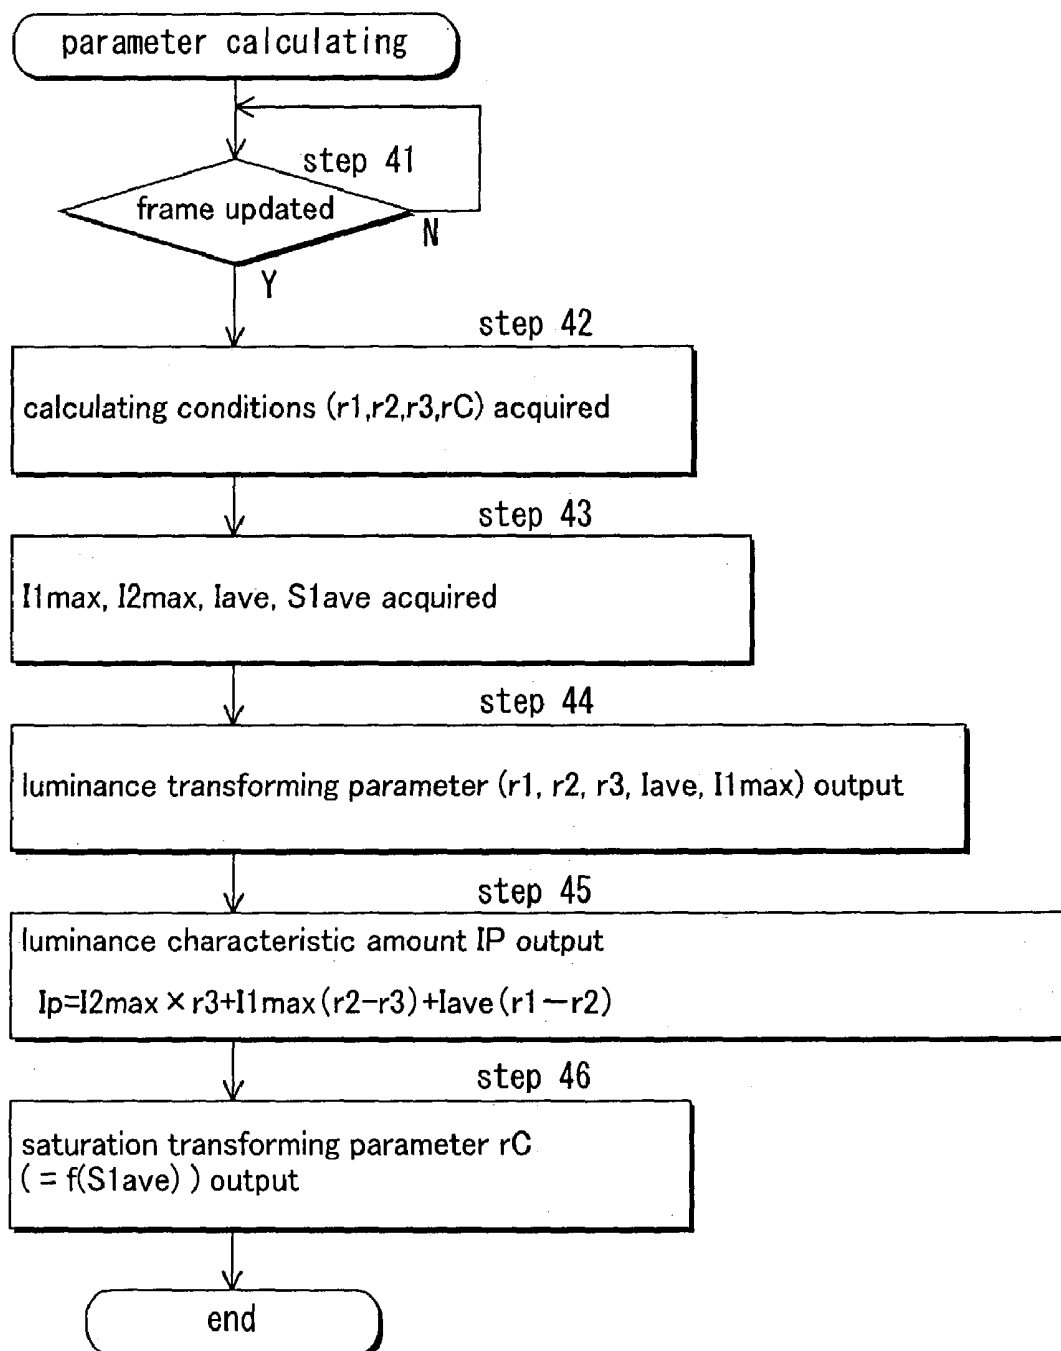 parameter calculating
step 41
frame updated
N
Y
step 42
calculating conditions (r1,r2,r3,rC) acquired
step 43
I1max, I2max, Iave, S1ave acquired
step 44
luminance transforming parameter (r1, r2, r3, Iave, I1max) output
step 45
luminance characteristic amount IP output
Ip=I2max×r3+I1max(r2-r3)+Iave(r1－r2)
step 46
saturation transforming parameter rC
( = f(S1ave) ) output
end